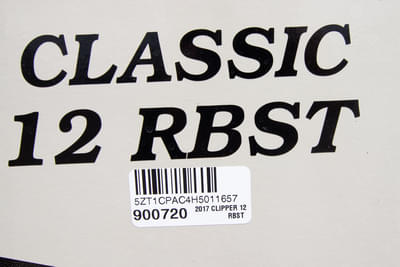 CLASSIC
12 RBST
5ZT1CPAC4H5011657
900720 2017 CLIPPER 12
RBST